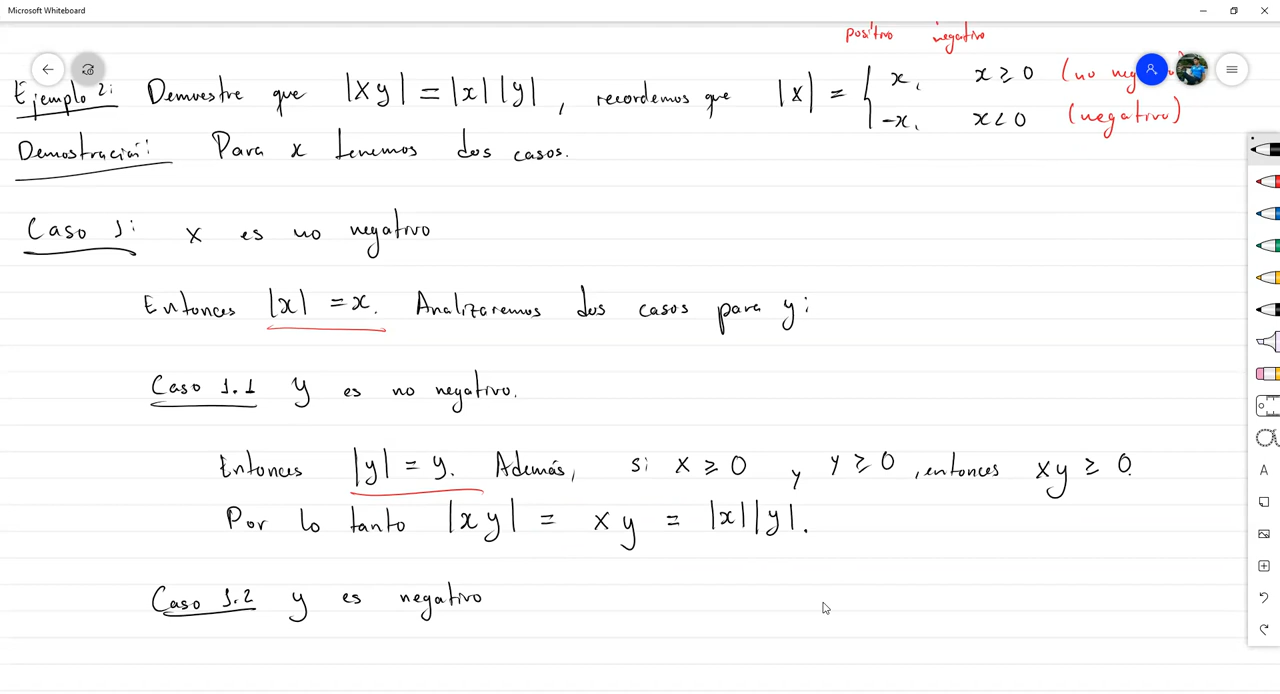 Microsoft Whiteboard
positivo negativo
Ejemplo 2: Demuestre que |xy| = |x||y|, recordemos que |x| = { x, x ≥ 0 (no
-x, x < 0 (negativo)
Demostración: Para x tenemos dos casos.
Caso 1: x es no negativo
Entonces |x| = x. Analizaremos dos casos para y:
Caso 1.1 y es no negativo.
Entonces |y| = y. Además, si x ≥ 0 y y ≥ 0, entonces xy ≥ 0.
Por lo tanto |xy| = xy = |x||y|.
Caso 1.2 y es negativo